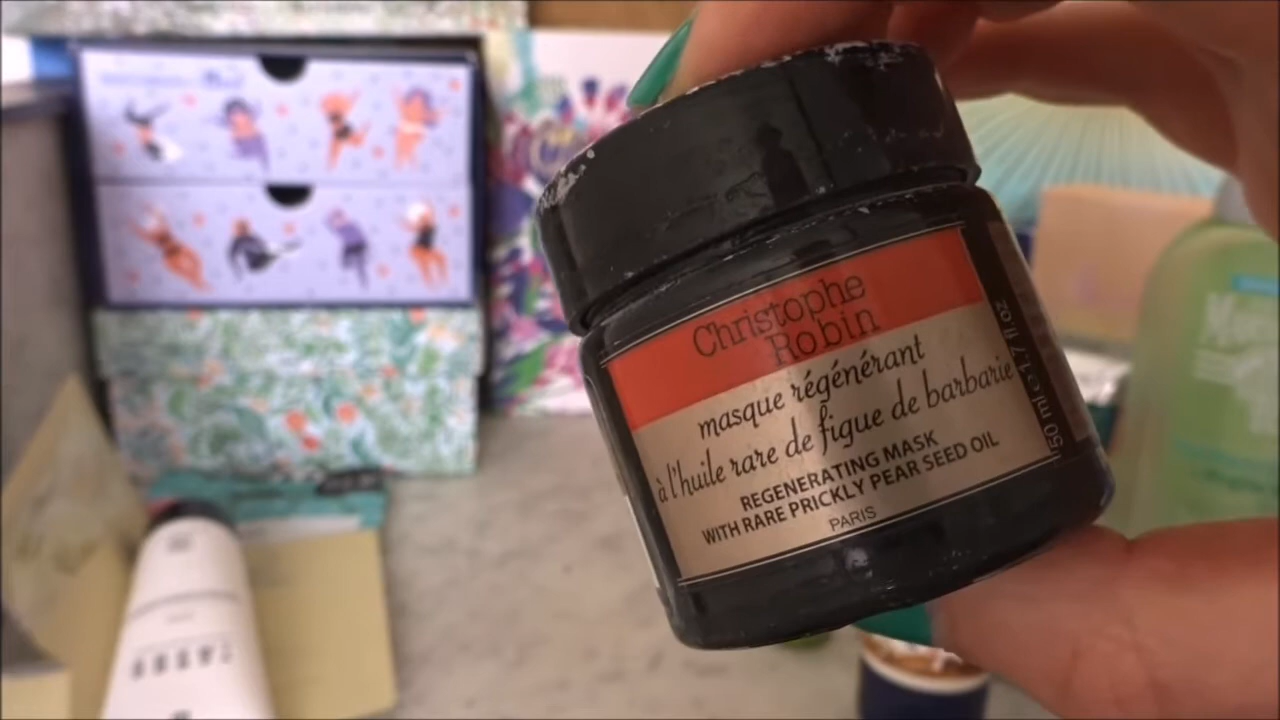 Christophe
Robin
masque régénérant
à l'huile rare de figue de barbarie
REGENERATING MASK
WITH RARE PRICKLY PEAR SEED OIL
PARIS
50 ml e 1.7 fl.oz